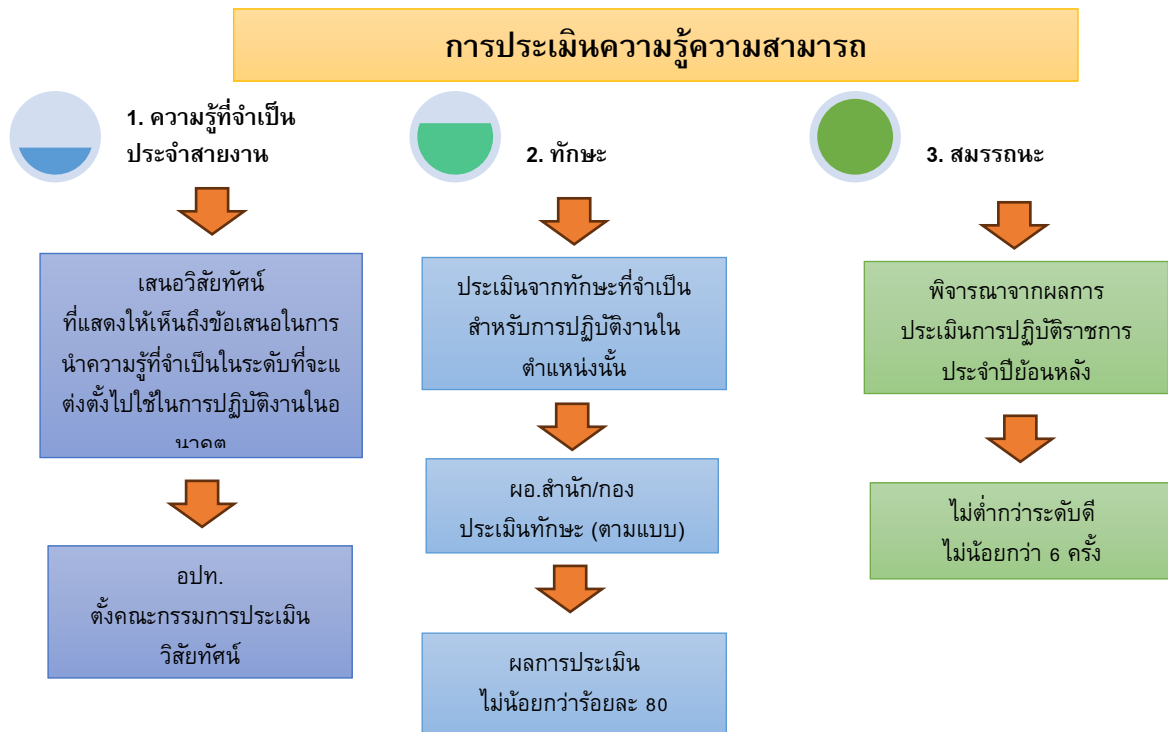 การประเมินความรู้ความสามารถ
1. ความรู้ที่จำเป็น
ประจำสายงาน
เสนอวิสัยทัศน์
ที่แสดงให้เห็นถึงข้อเสนอในการ
นำความรู้ที่จำเป็นในระดับที่จะแ
ต่งตั้งไปใช้ในการปฏิบัติงานในอ
นาคต
อปท.
ตั้งคณะกรรมการประเมิน
วิสัยทัศน์
2. ทักษะ
ประเมินจากทักษะที่จำเป็น
สำหรับการปฏิบัติงานใน
ตำแหน่งนั้น
ผอ.สำนัก/กอง
ประเมินทักษะ (ตามแบบ)
ผลการประเมิน
ไม่น้อยกว่าร้อยละ 80
3. สมรรถนะ
พิจารณาจากผลการ
ประเมินการปฏิบัติราชการ
ประจำปีย้อนหลัง
ไม่ต่ำกว่าระดับดี
ไม่น้อยกว่า 6 ครั้ง